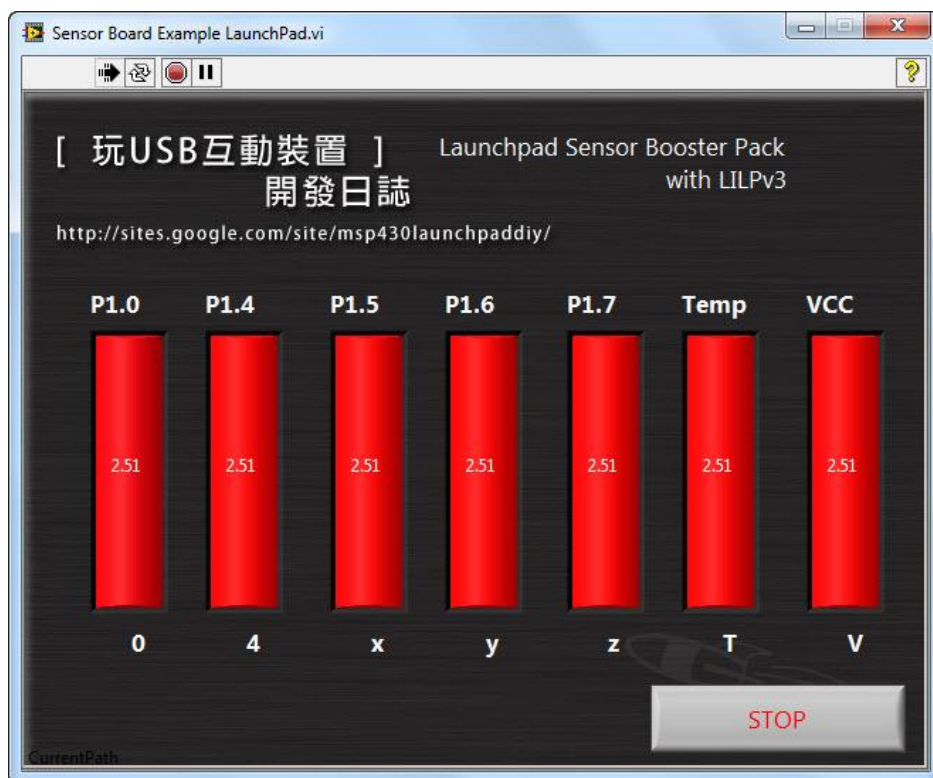 Sensor Board Example LaunchPad.vi
[ 玩USB互動裝置 ]
開發日誌
Launchpad Sensor Booster Pack
with LILPv3
http://sites.google.com/site/msp430launchpaddiy/
P1.0 P1.4 P1.5 P1.6 P1.7 Temp VCC
2.51 2.51 2.51 2.51 2.51 2.51 2.51
0 4 x y z T V
STOP
CurrentPath